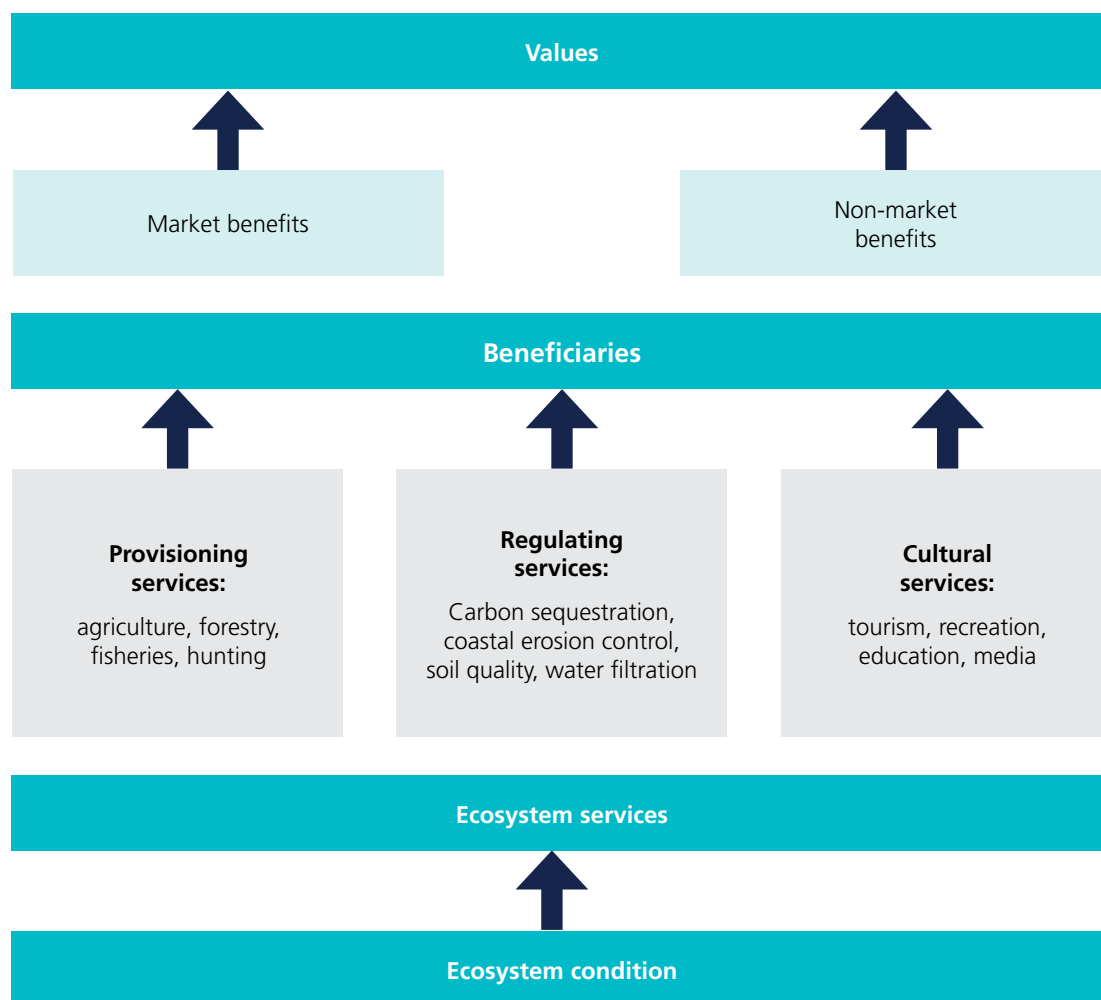 Values
Market benefits
Non-market
benefits
Beneficiaries
Provisioning
services:
agriculture, forestry,
fisheries, hunting
Regulating
services:
Carbon sequestration,
coastal erosion control,
soil quality, water filtration
Cultural
services:
tourism, recreation,
education, media
Ecosystem services
Ecosystem condition